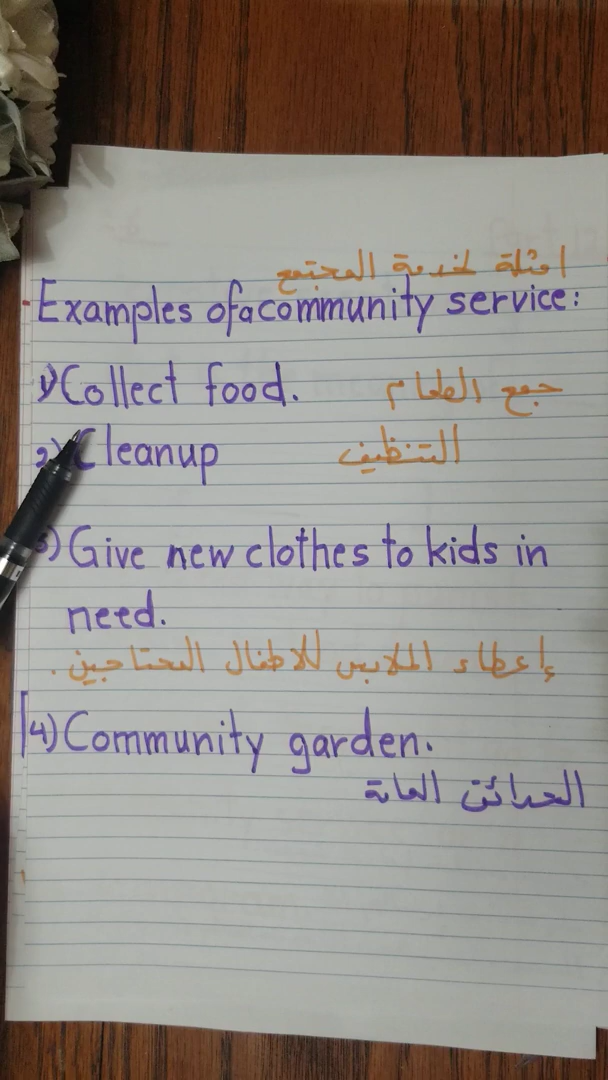 امثلة لخدمة المجتمع
Examples of a community service:
1) Collect food. جمع الطعام
2) Cleanup التنظيف
3) Give new clothes to kids in
need.
إعطاء الملابس للاطفال المحتاجين.
4) Community garden.
الحدائق العامة